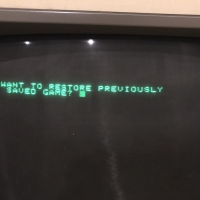 WANT TO RESTORE PREVIOUSLY
SAVED GAME?